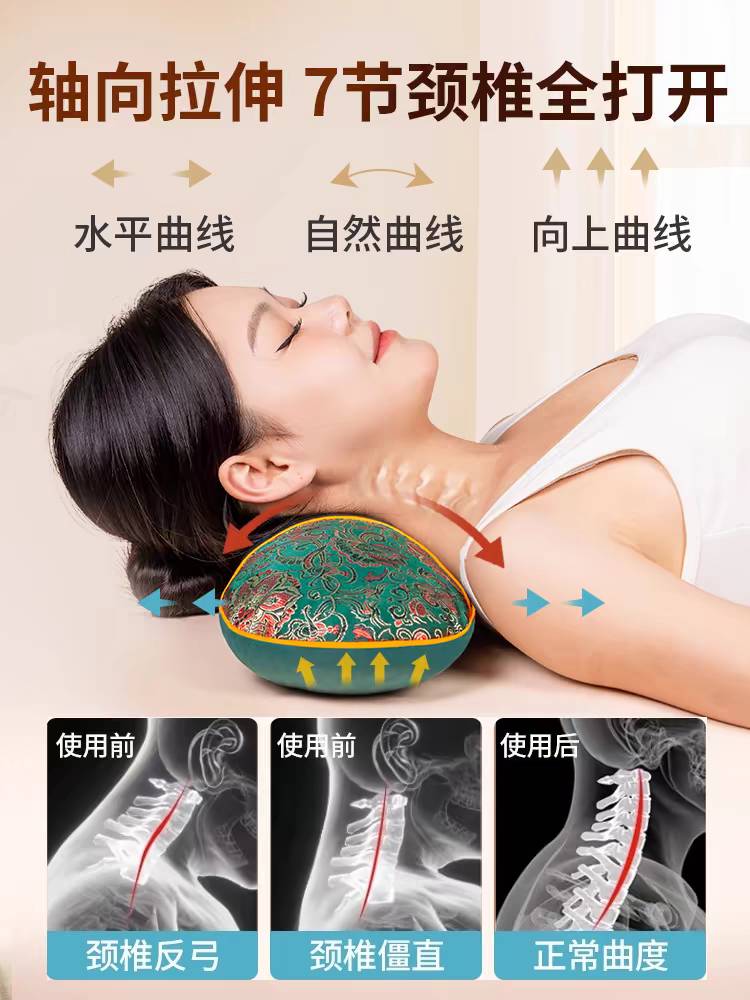 轴向拉伸 7节颈椎全打开
水平曲线 自然曲线 向上曲线
使用前 使用前 使用后
颈椎反弓 颈椎僵直 正常曲度